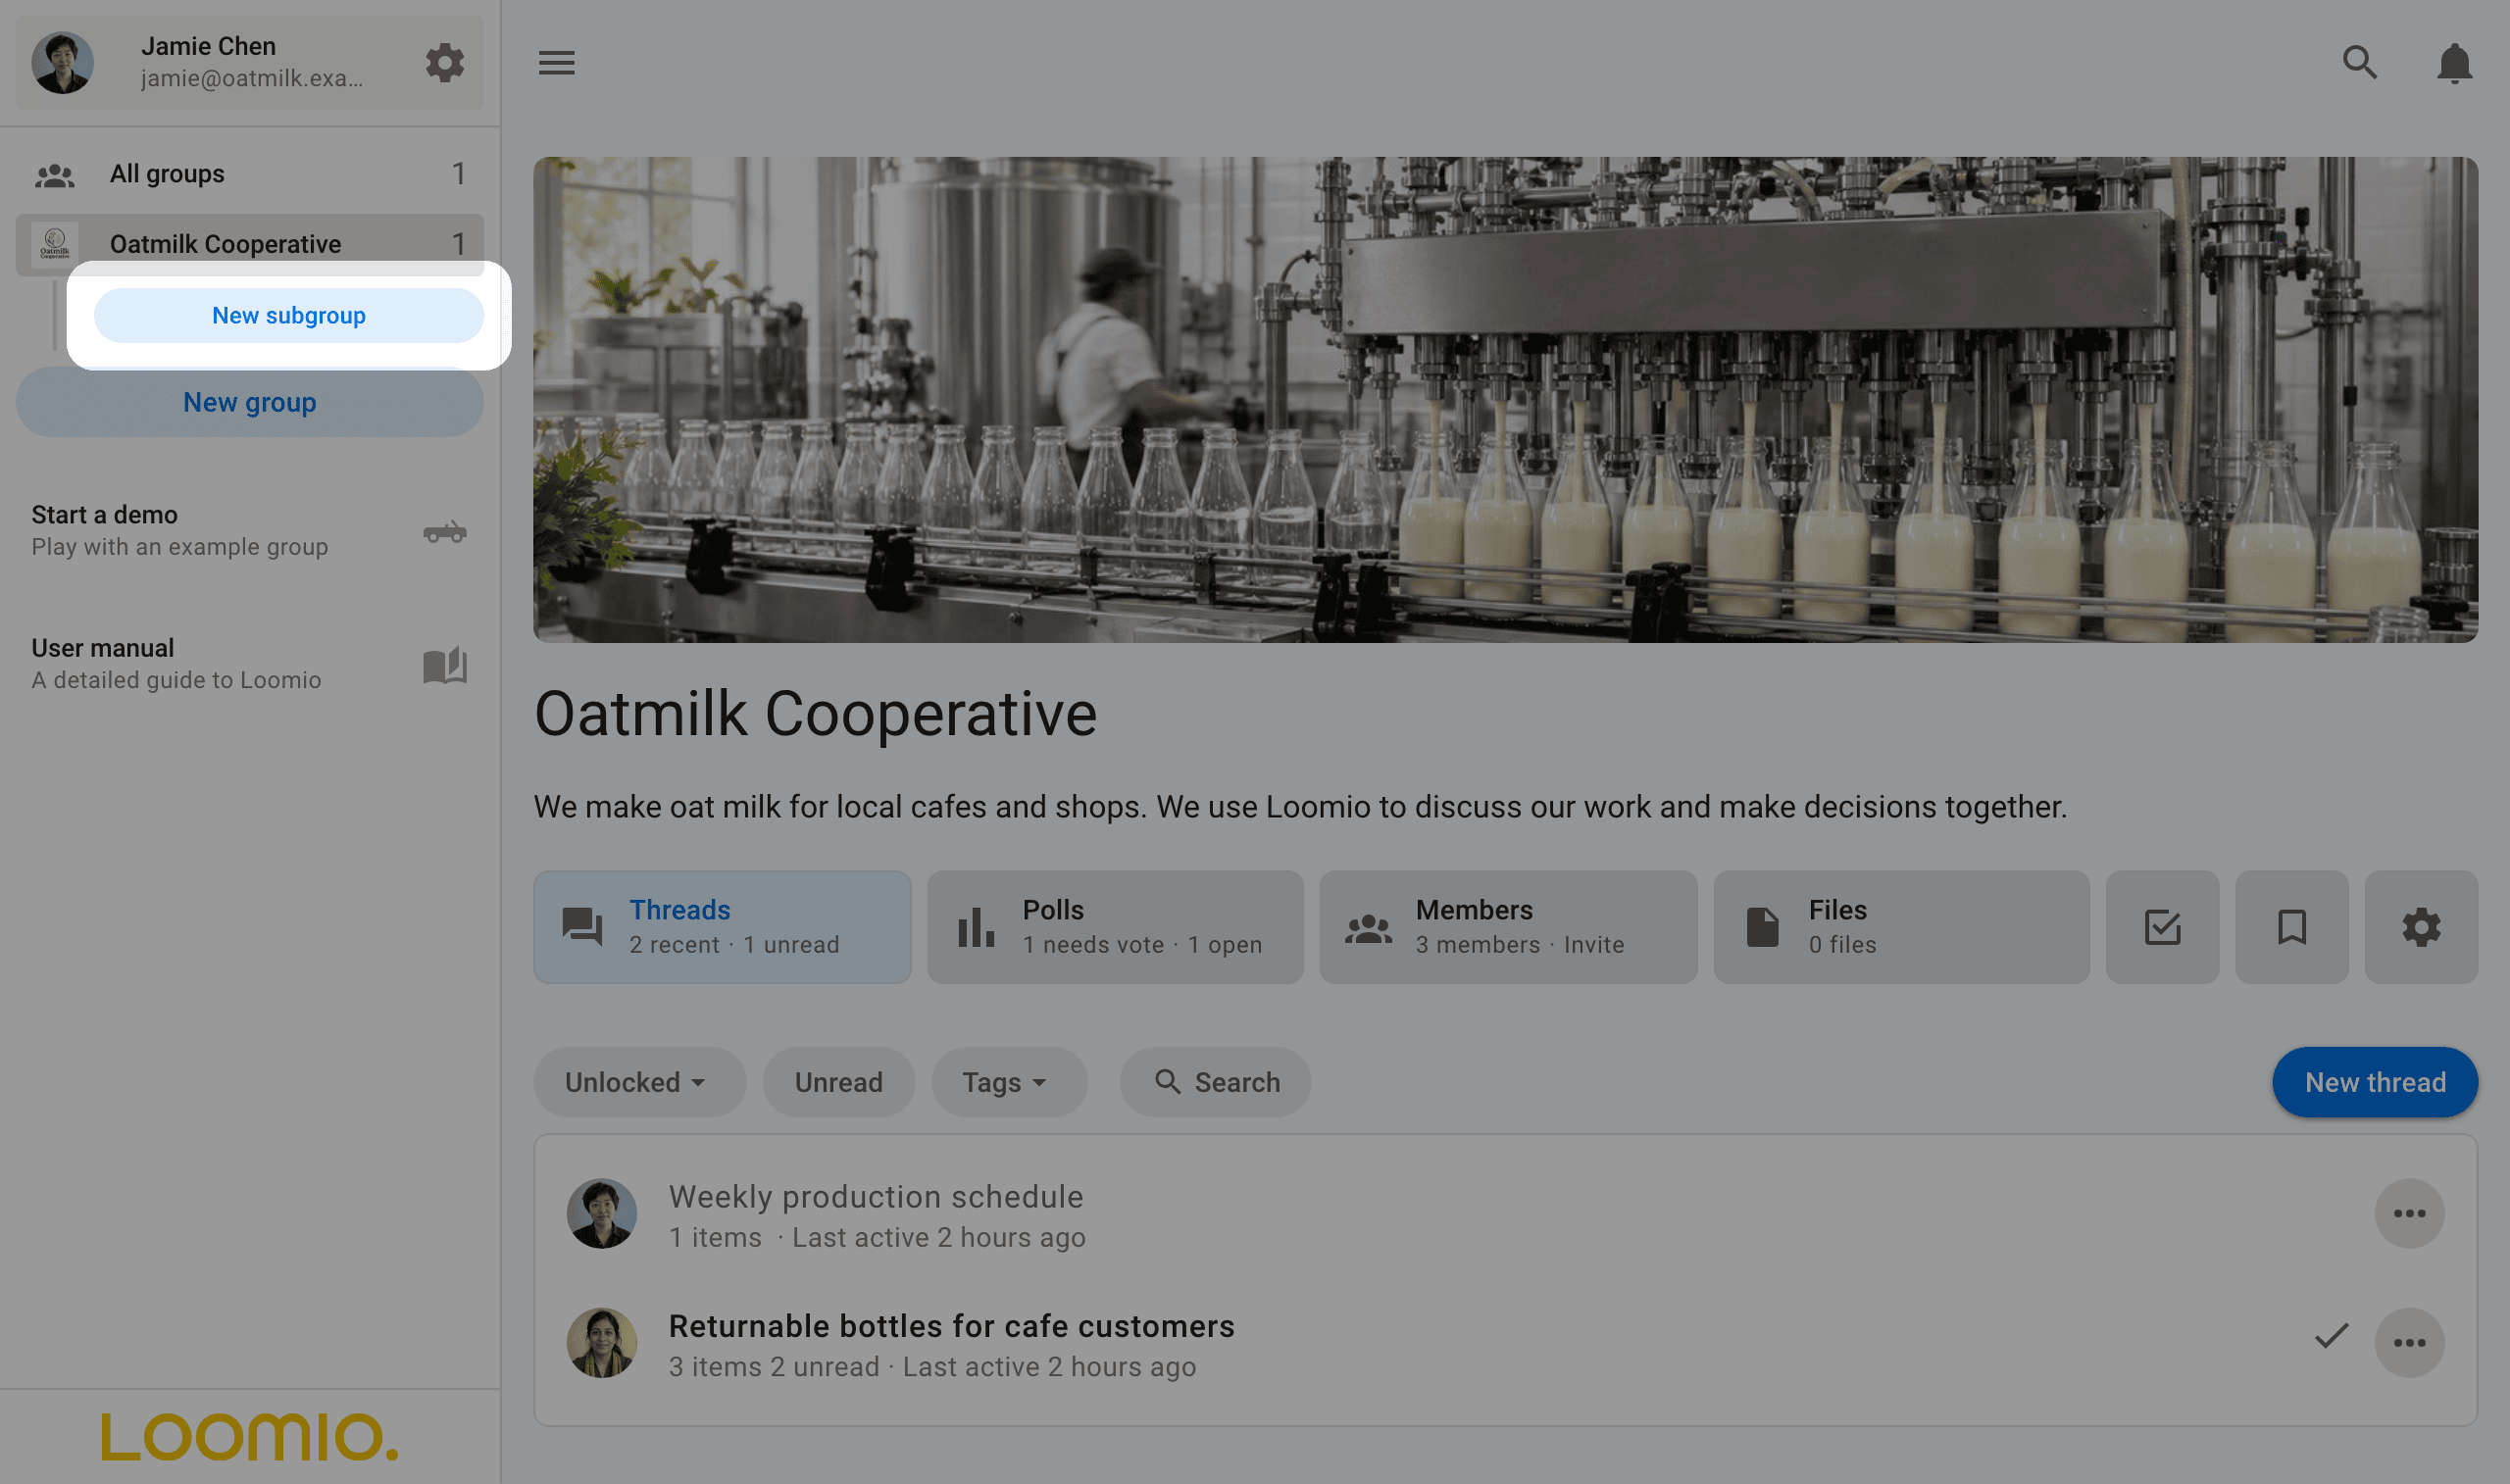 Jamie Chen
jamie@oatmilk.exa...
All groups 1
Oatmilk Cooperative
Oatmilk Cooperative 1
New subgroup
New group
Start a demo
Play with an example group
User manual
A detailed guide to Loomio
LOOMIO.
Oatmilk Cooperative
We make oat milk for local cafes and shops. We use Loomio to discuss our work and make decisions together.
Threads
2 recent · 1 unread
Polls
1 needs vote · 1 open
Members
3 members · Invite
Files
0 files
Unlocked
Unread
Tags
Search
New thread
Weekly production schedule
1 items · Last active 2 hours ago
Returnable bottles for cafe customers
3 items 2 unread · Last active 2 hours ago